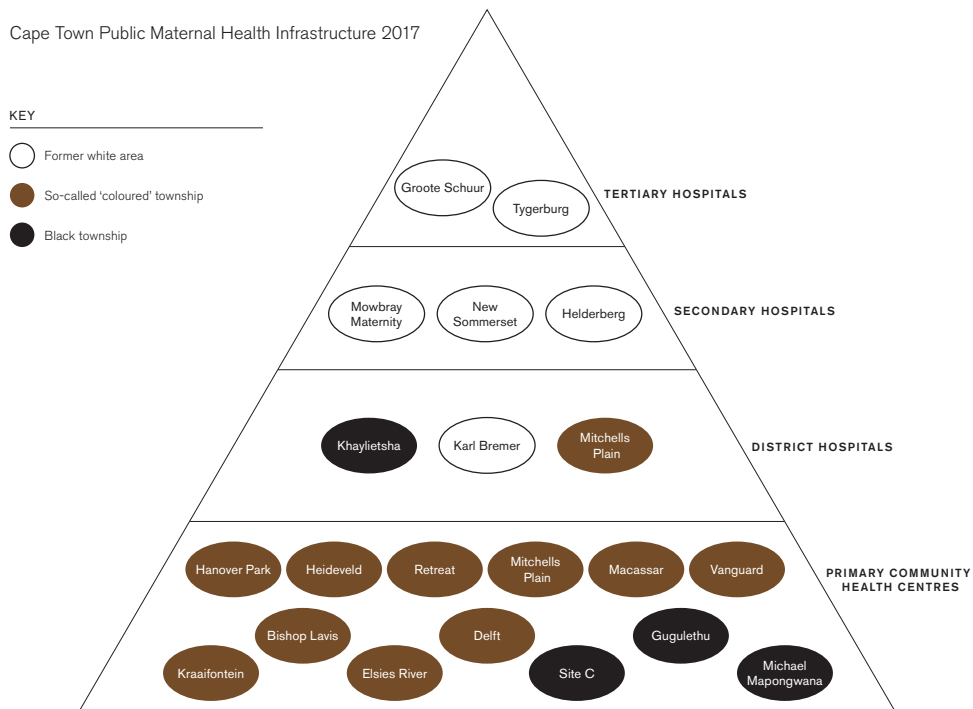 Cape Town Public Maternal Health Infrastructure 2017
KEY
Former white area
So-called ‘coloured’ township
Black township
Groote Schuur
Tygerburg
TERTIARY HOSPITALS
Mowbray
Maternity
New
Sommerset
Helderberg
SECONDARY HOSPITALS
Khaylietsha
Karl Bremer
Mitchells
Plain
DISTRICT HOSPITALS
Hanover Park
Heideveld
Retreat
Mitchells
Plain
Macassar
Vanguard
PRIMARY COMMUNITY
HEALTH CENTRES
Bishop Lavis
Delft
Gugulethu
Kraaifontein
Elsies River
Site C
Michael
Mapongwana